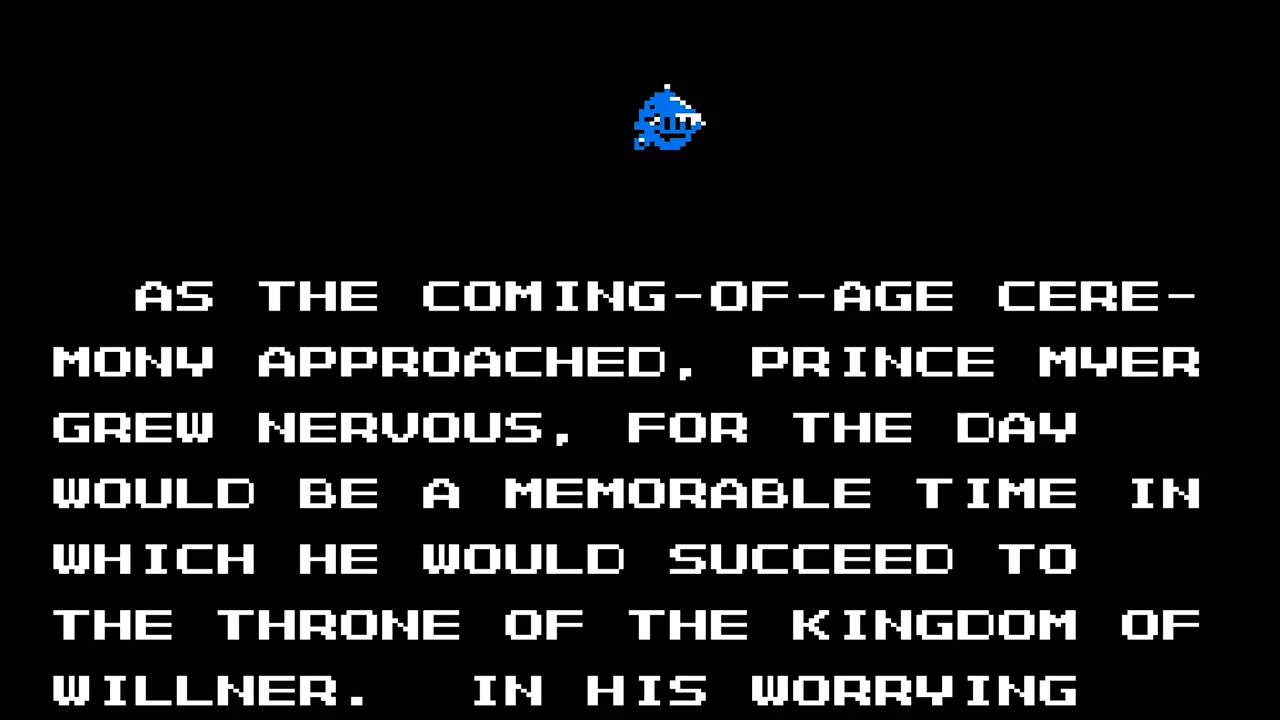 AS THE COMING-OF-AGE CERE-
MONY APPROACHED, PRINCE MYER
GREW NERVOUS, FOR THE DAY
WOULD BE A MEMORABLE TIME IN
WHICH HE WOULD SUCCEED TO
THE THRONE OF THE KINGDOM OF
WILLNER. IN HIS WORRYING